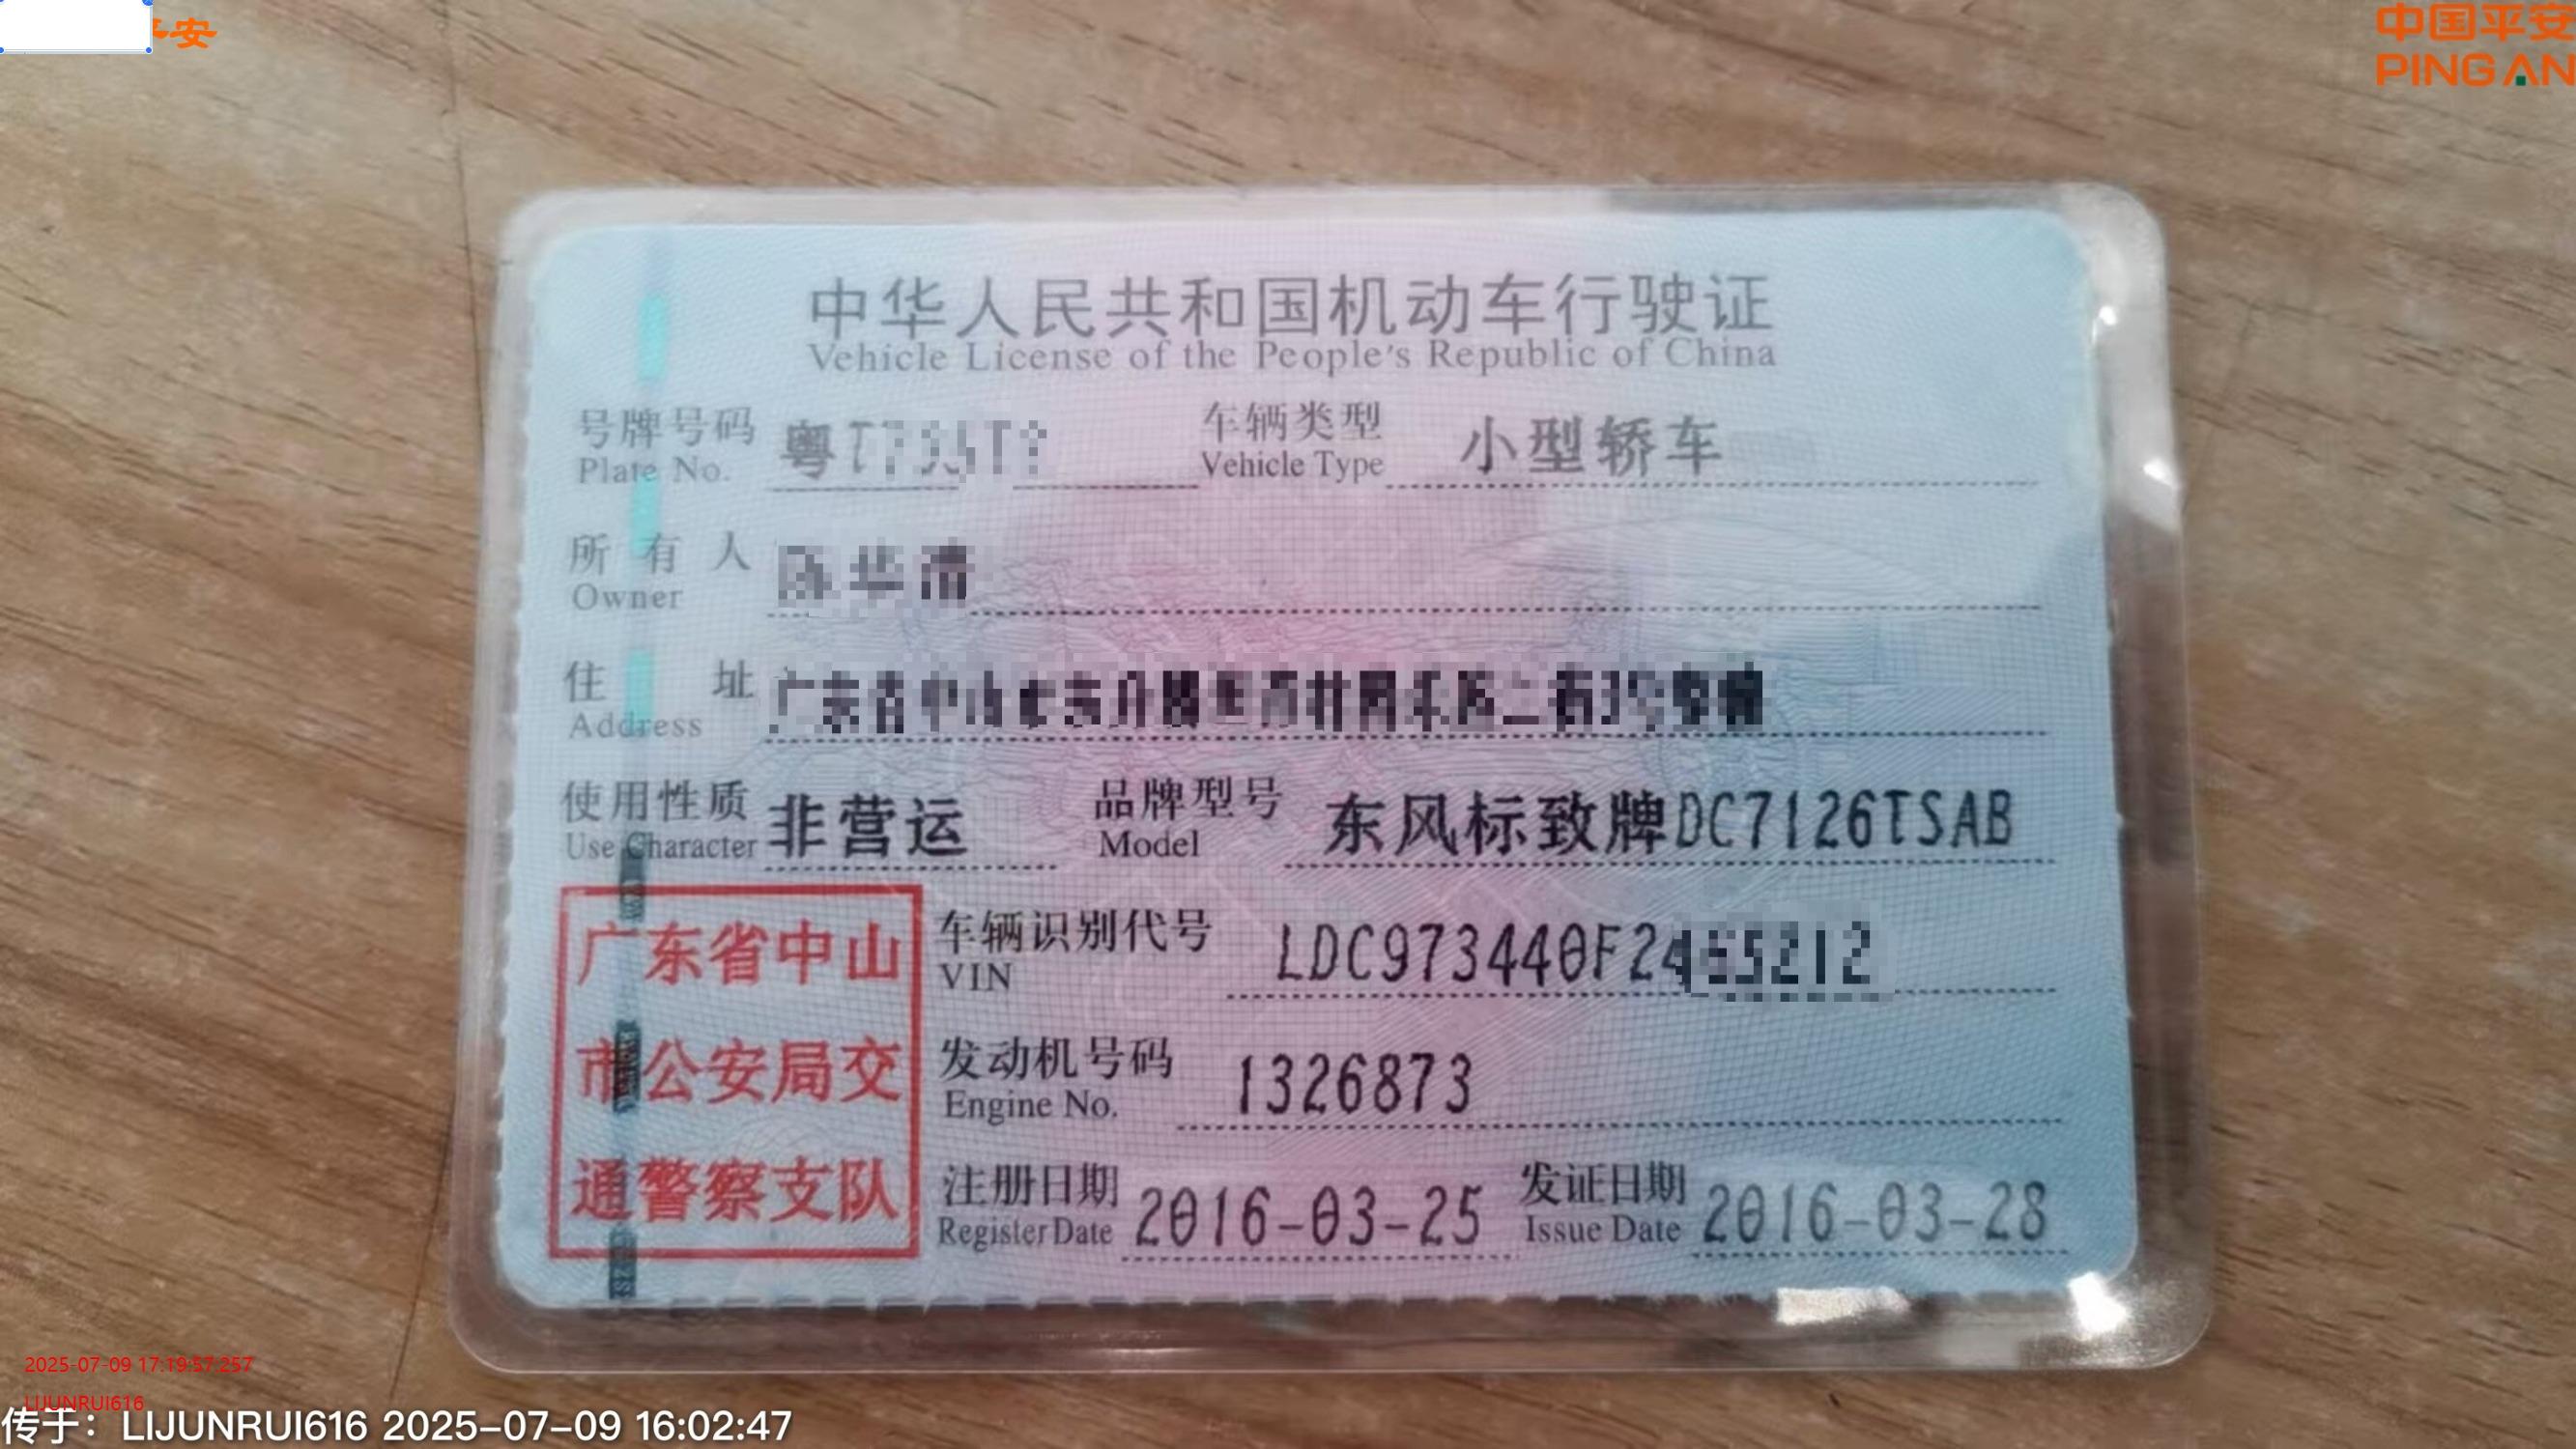 平安
中国平安
PING AN
中华人民共和国机动车行驶证
Vehicle License of the People's Republic of China
号牌号码 粤 车辆类型 小型轿车
Plate No. Vehicle Type
所有人
Owner
住址
Address
使用性质 非营运 品牌型号 东风标致牌DC7126TSAB
Use Character Model
广东省中山
市公安局交
通警察支队
车辆识别代号 LDC973440F24
VIN
发动机号码 1326873
Engine No.
注册日期 2016-03-25 发证日期 2016-03-28
Register Date Issue Date
2025-07-09 17:19:57:257
LIJUNRUI616
传于：LIJUNRUI616 2025-07-09 16:02:47